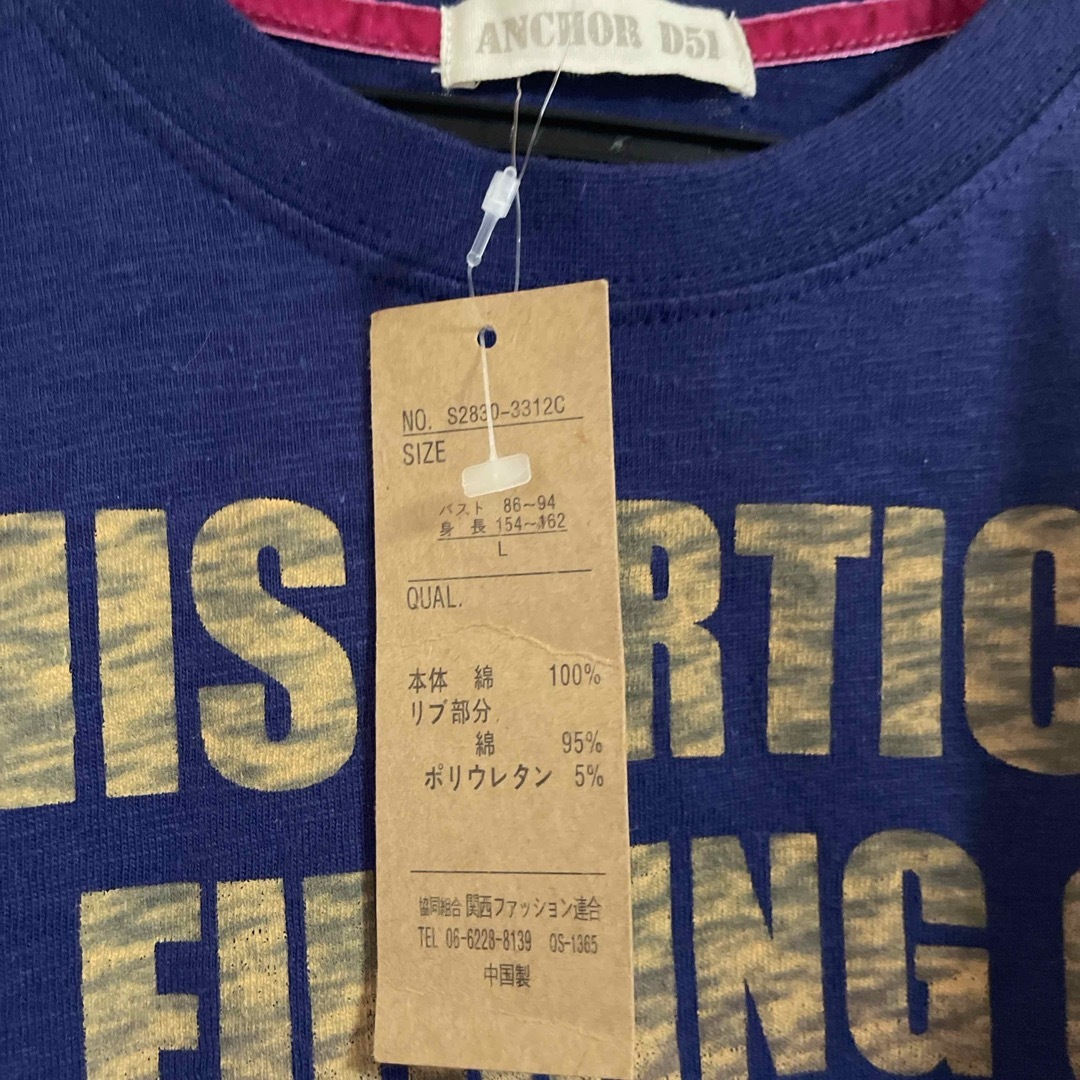 ANCHOR D51
NO. S2830-3312C
SIZE
バスト 86～94
身長 154～162
L
QUAL.
本体 綿 100%
リブ部分
綿 95%
ポリウレタン 5%
協同組合 関西ファッション連合
TEL 06-6228-8139 OS-1365
中国製